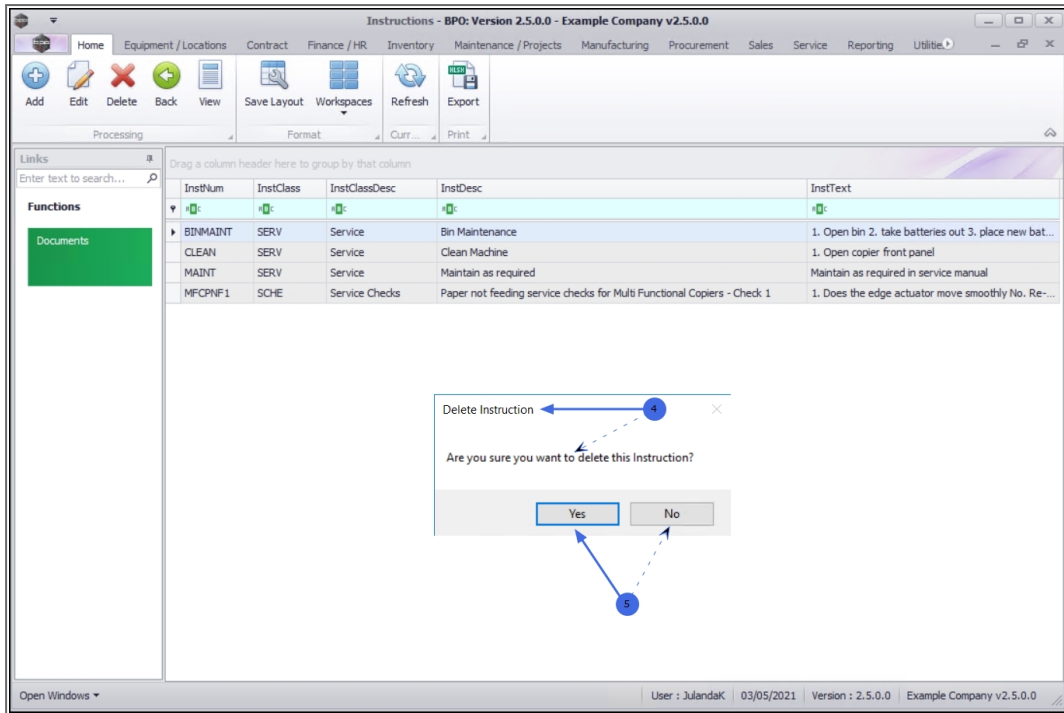 Instructions - BPO: Version 2.5.0.0 - Example Company v2.5.0.0
Home Equipment / Locations Contract Finance / HR Inventory Maintenance / Projects Manufacturing Procurement Sales Service Reporting Utilitie
Add Edit Delete Back View Save Layout Workspaces Refresh Export
Processing Format Curr... Print
Links
Enter text to search...
Functions
Documents
Drag a column header here to group by that column
InstNum InstClass InstClassDesc InstDesc InstText
BINMAINT SERV Service Bin Maintenance 1. Open bin 2. take batteries out 3. place new bat...
CLEAN SERV Service Clean Machine 1. Open copier front panel
MAINT SERV Service Maintain as required Maintain as required in service manual
MFCPNF1 SCHE Service Checks Paper not feeding service checks for Multi Functional Copiers - Check 1 1. Does the edge actuator move smoothly No. Re-...
Delete Instruction 4
Are you sure you want to delete this Instruction?
Yes No
5
Open Windows User : JulandaK 03/05/2021 Version : 2.5.0.0 Example Company v2.5.0.0